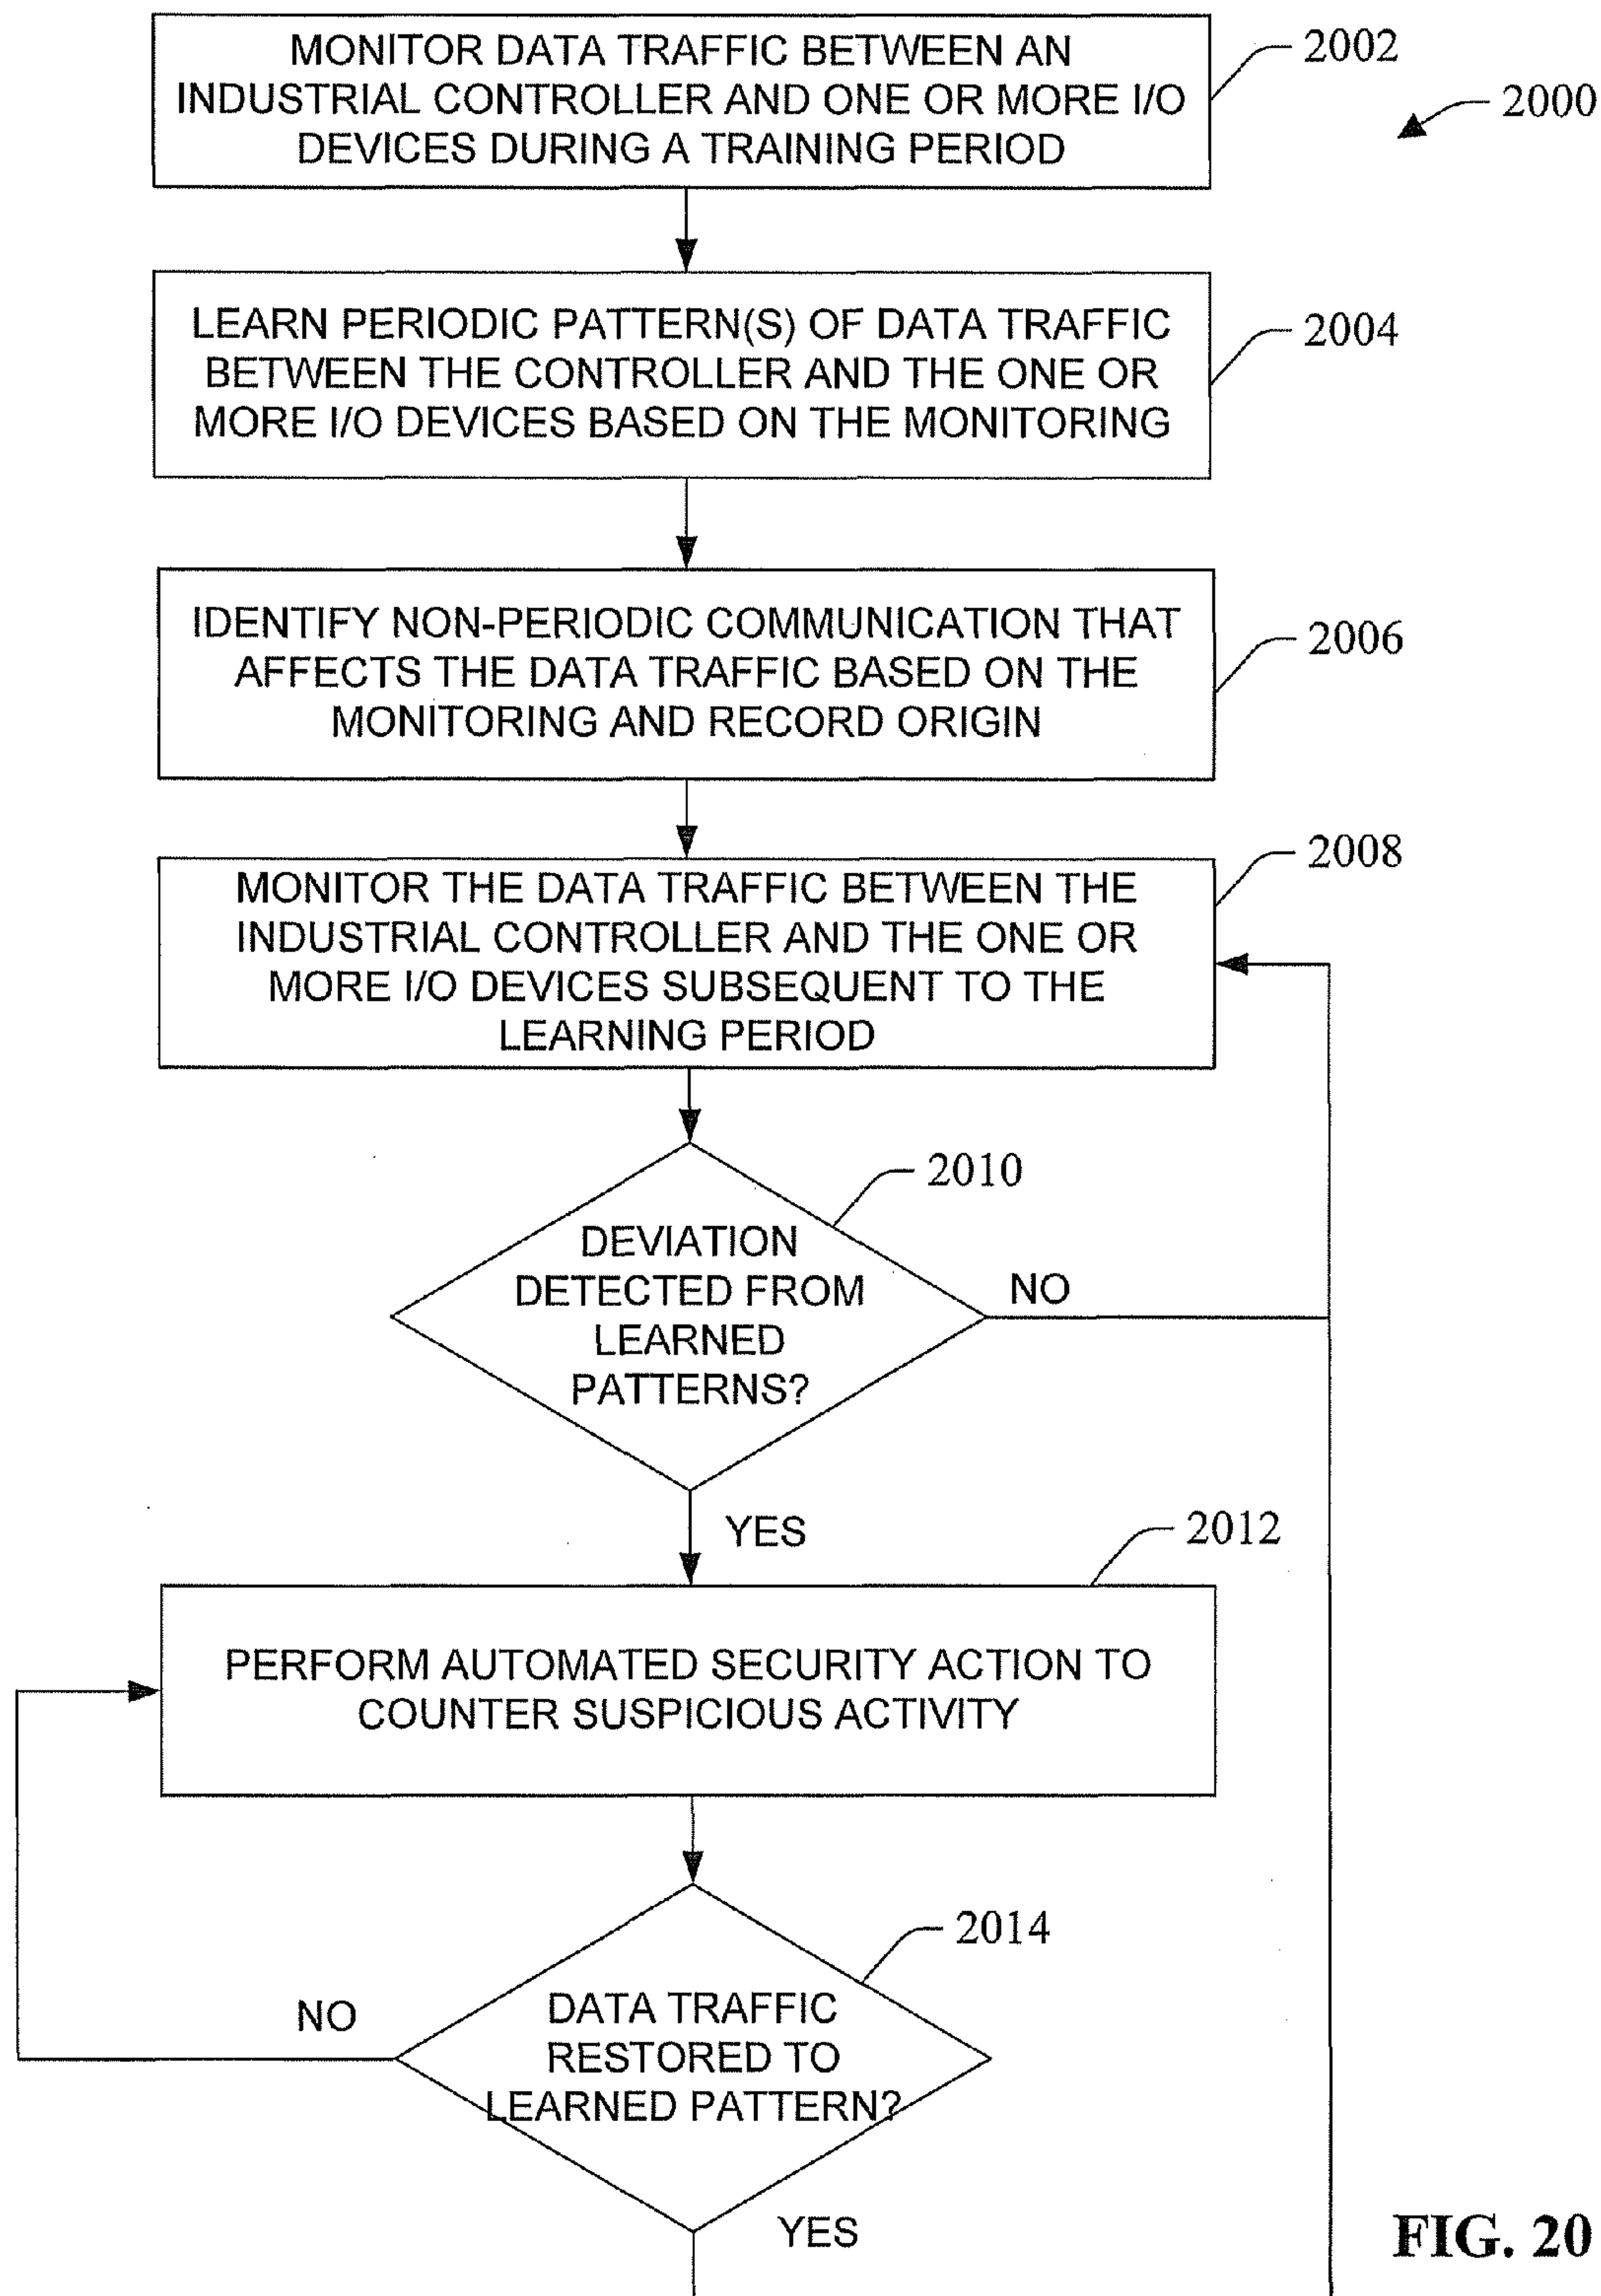 MONITOR DATA TRAFFIC BETWEEN AN
INDUSTRIAL CONTROLLER AND ONE OR MORE I/O
DEVICES DURING A TRAINING PERIOD
2002
2000
LEARN PERIODIC PATTERN(S) OF DATA TRAFFIC
BETWEEN THE CONTROLLER AND THE ONE OR
MORE I/O DEVICES BASED ON THE MONITORING
2004
IDENTIFY NON-PERIODIC COMMUNICATION THAT
AFFECTS THE DATA TRAFFIC BASED ON THE
MONITORING AND RECORD ORIGIN
2006
MONITOR THE DATA TRAFFIC BETWEEN THE
INDUSTRIAL CONTROLLER AND THE ONE OR
MORE I/O DEVICES SUBSEQUENT TO THE
LEARNING PERIOD
2008
DEVIATION
DETECTED FROM
LEARNED
PATTERNS?
2010
NO
YES
2012
PERFORM AUTOMATED SECURITY ACTION TO
COUNTER SUSPICIOUS ACTIVITY
2014
DATA TRAFFIC
RESTORED TO
LEARNED PATTERN?
NO
YES
FIG. 20